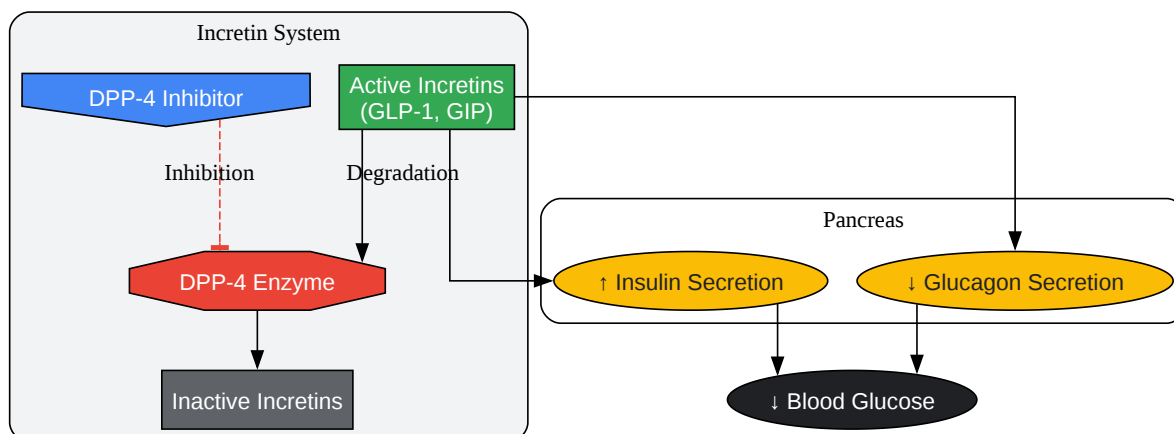 Incretin System
DPP-4 Inhibitor
Active Incretins
(GLP-1, GIP)
Inhibition
Degradation
Pancreas
DPP-4 Enzyme
↑ Insulin Secretion
↓ Glucagon Secretion
Inactive Incretins
↓ Blood Glucose